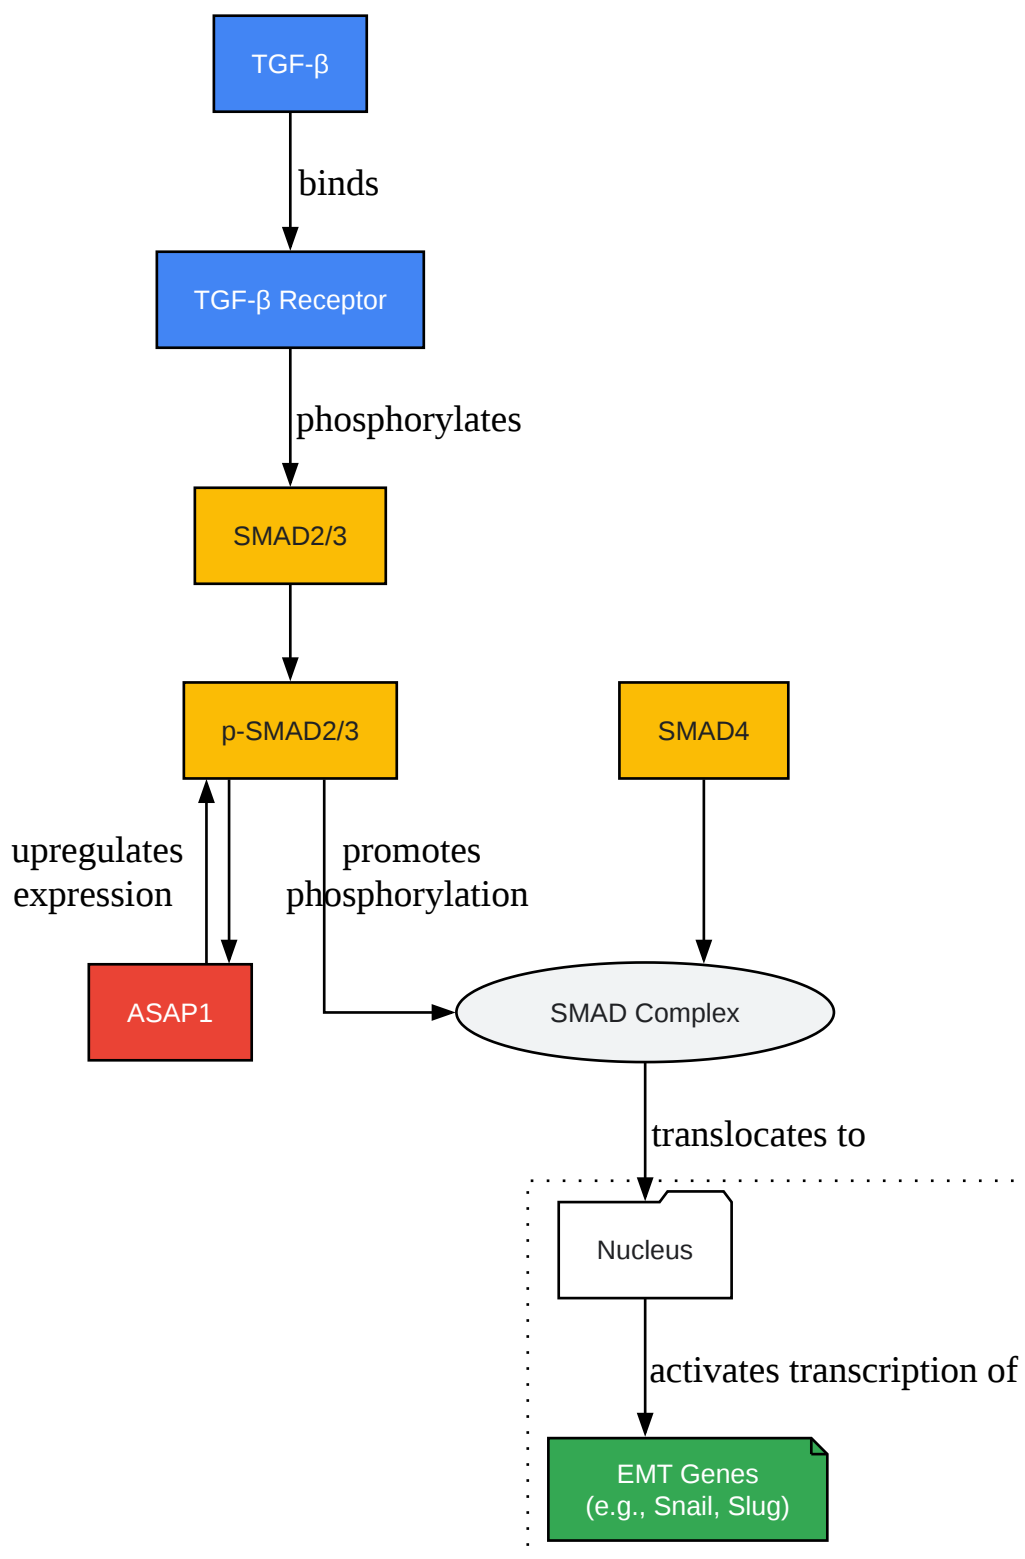 TGF-β
binds
TGF-β Receptor
phosphorylates
SMAD2/3
p-SMAD2/3
SMAD4
upregulates
expression
promotes
phosphorylation
ASAP1
SMAD Complex
translocates to
Nucleus
activates transcription of
EMT Genes
(e.g., Snail, Slug)